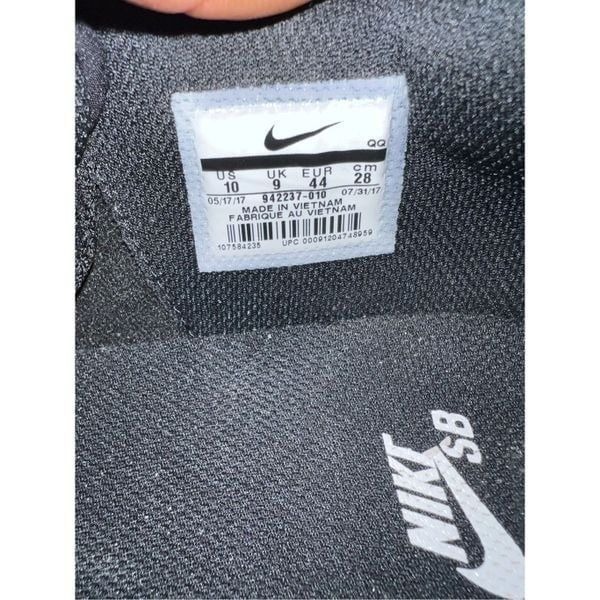 QQ
US UK EUR cm
10 9 44 28
05/17/17 942237-010 07/31/17
MADE IN VIETNAM
FABRIQUE AU VIETNAM
107584235 UPC 00091204748959
NIKE SB